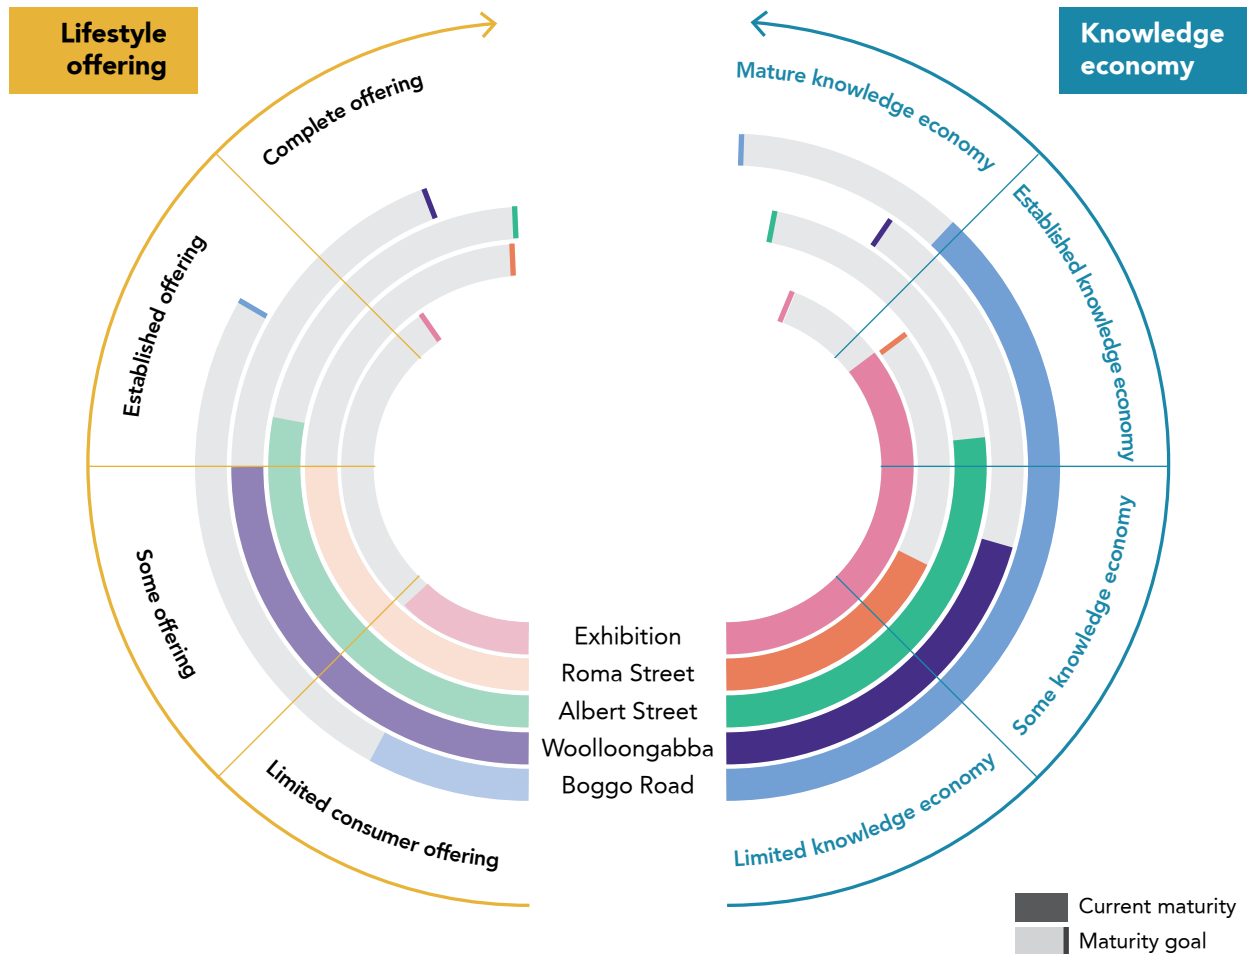 Lifestyle
offering
Knowledge
economy
Complete offering
Established offering
Some offering
Limited consumer offering
Mature knowledge economy
Established knowledge economy
Some knowledge economy
Limited knowledge economy
Exhibition
Roma Street
Albert Street
Woolloongabba
Boggo Road
Current maturity
Maturity goal